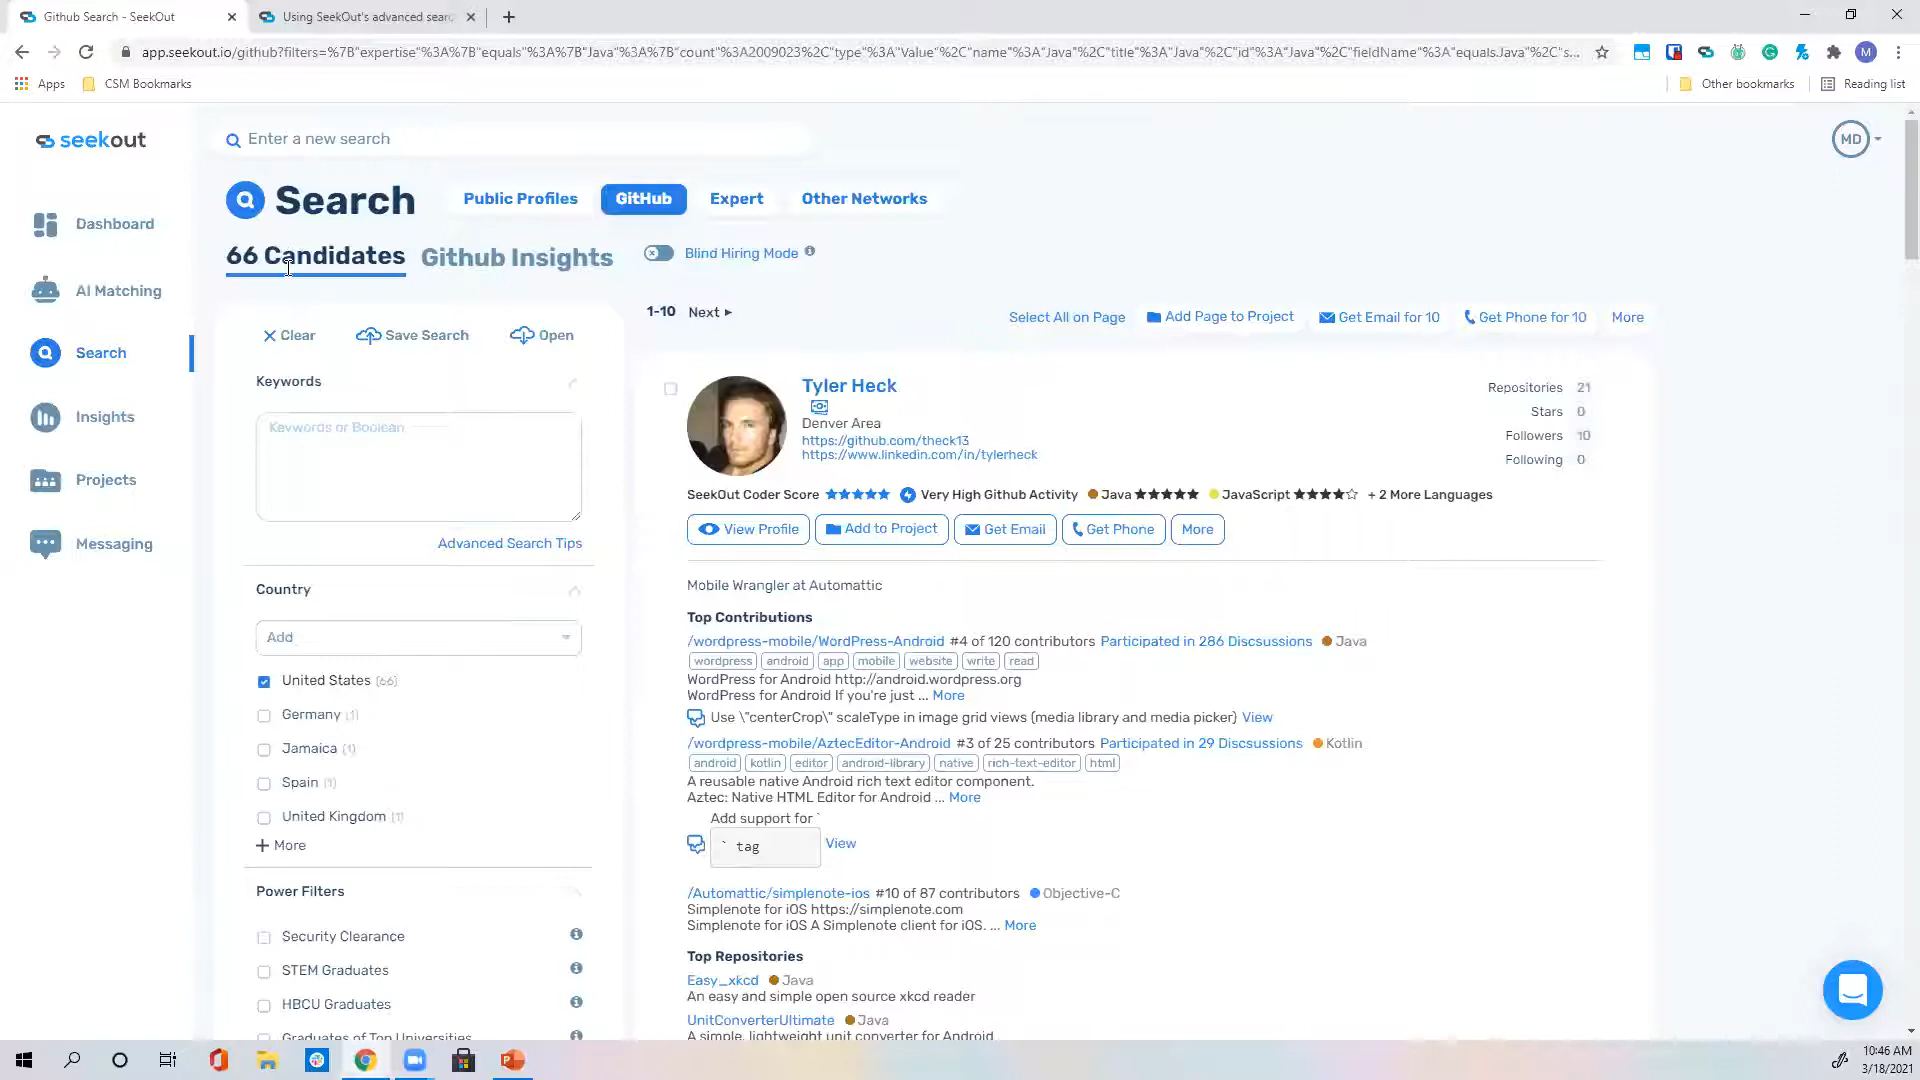 Github Search - SeekOut
Using SeekOut's advanced sear
app.seekout.io/github?filters=%7B"expertise"%3A%7B"equals"%3A%7B"Java"%3A%7B"count"%3A2009023%2C"type"%3A"Value"%2C"name"%3A"Java"%2C"title"%3A"Java"%2C"id"%3A"Java"%2C"fieldName"%3A"equals.Java"%2C"s...
M
Apps
CSM Bookmarks
Other bookmarks
Reading list
seekout
Enter a new search
MD
Search
Public Profiles
GitHub
Expert
Other Networks
66 Candidates
Github Insights
Blind Hiring Mode
Dashboard
AI Matching
Search
Insights
Projects
Messaging
1-10 Next
Select All on Page
Add Page to Project
Get Email for 10
Get Phone for 10
More
Clear
Save Search
Open
Keywords
Keywords or Boolean
Advanced Search Tips
Country
Add
United States (66)
Germany (1)
Jamaica (1)
Spain (1)
United Kingdom (1)
More
Power Filters
Security Clearance
STEM Graduates
HBCU Graduates
Graduates of Top Universities
Tyler Heck
Denver Area
https://github.com/theck13
https://www.linkedin.com/in/tylerheck
Repositories 21
Stars 0
Followers 10
Following 0
SeekOut Coder Score ★★★★★ Very High Github Activity Java ★★★★★ JavaScript ★★★★☆ + 2 More Languages
View Profile
Add to Project
Get Email
Get Phone
More
Mobile Wrangler at Automattic
Top Contributions
/wordpress-mobile/WordPress-Android #4 of 120 contributors Participated in 286 Discsussions Java
wordpress android app mobile website write read
WordPress for Android http://android.wordpress.org
WordPress for Android If you're just ... More
Use \"centerCrop\" scaleType in image grid views (media library and media picker) View
/wordpress-mobile/AztecEditor-Android #3 of 25 contributors Participated in 29 Discsussions Kotlin
android kotlin editor android-library native rich-text-editor html
A reusable native Android rich text editor component.
Aztec: Native HTML Editor for Android ... More
Add support for `
` tag
View
/Automattic/simplenote-ios #10 of 87 contributors Objective-C
Simplenote for iOS https://simplenote.com
Simplenote for iOS A Simplenote client for iOS. ... More
Top Repositories
Easy_xkcd Java
An easy and simple open source xkcd reader
UnitConverterUltimate Java
A simple, lightweight unit converter for Android
10:46 AM
3/18/2021